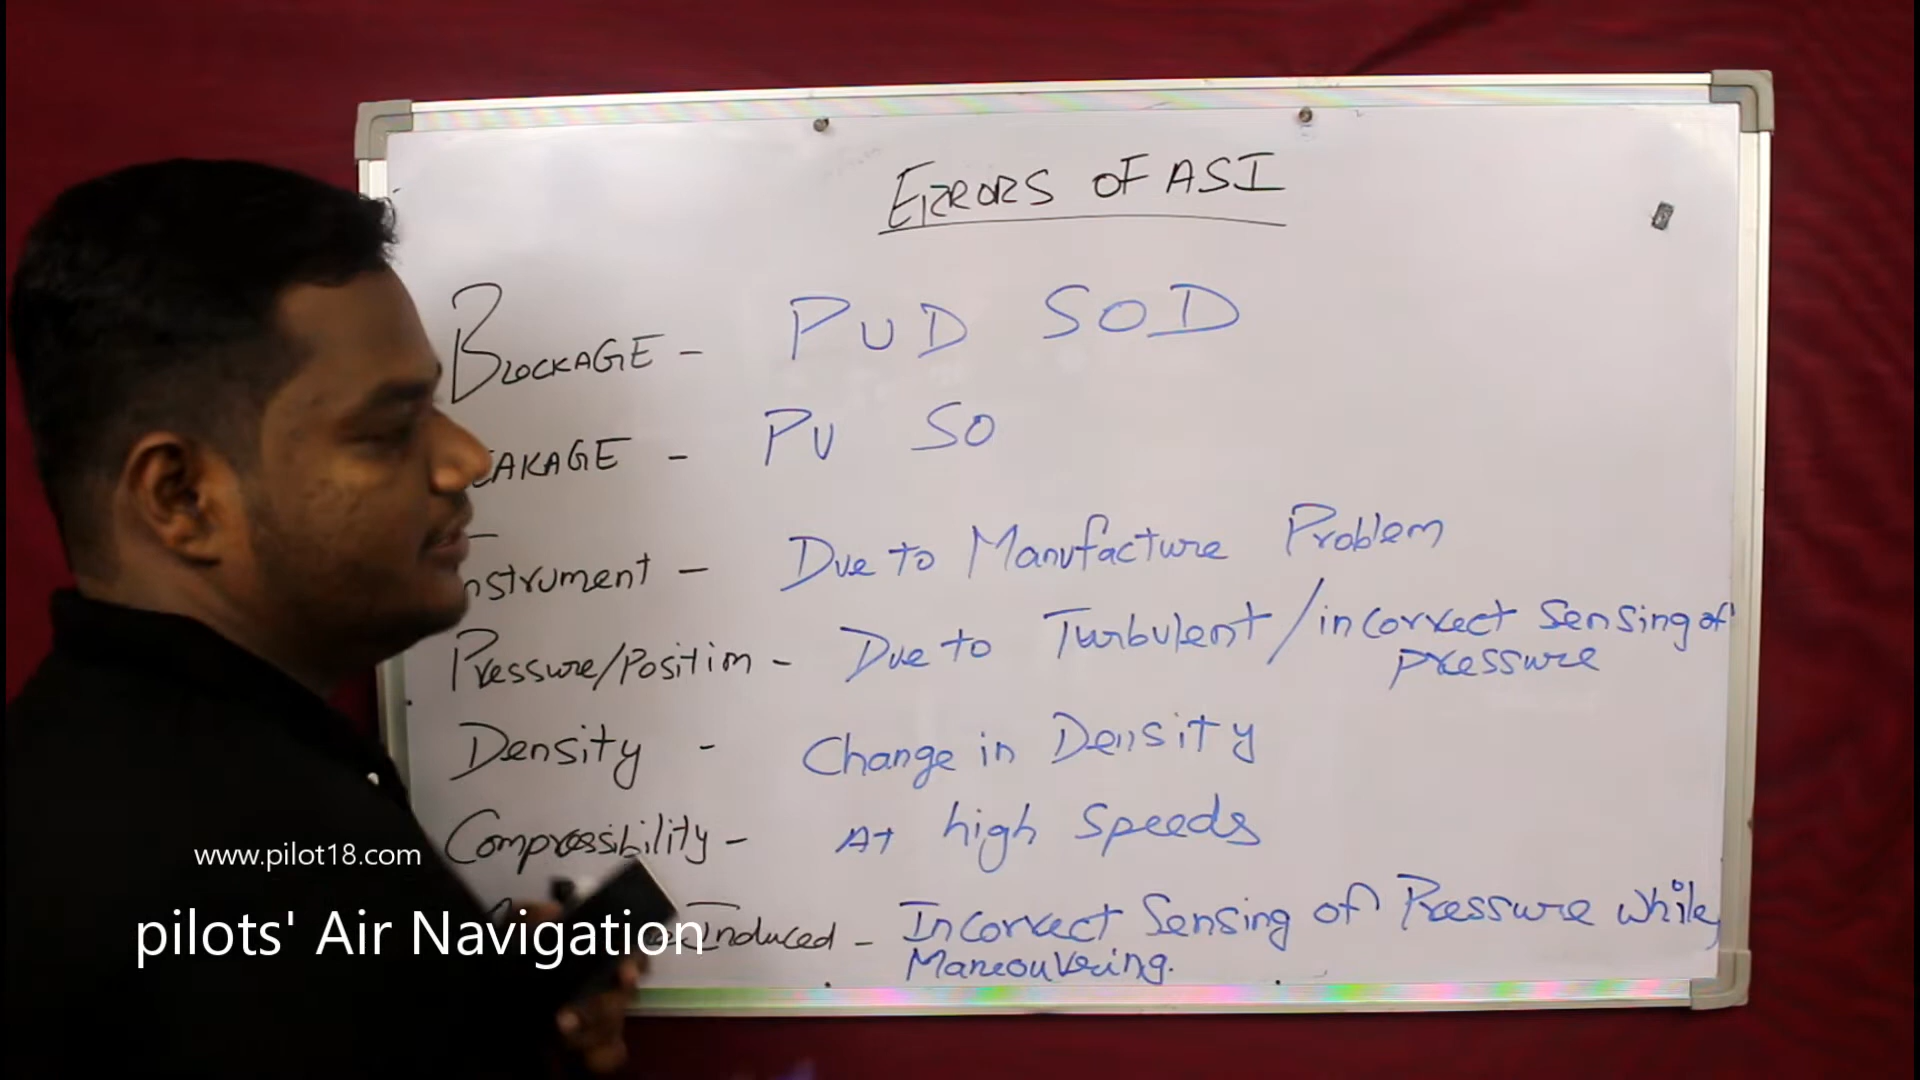 ERRORS OF ASI
BLOCKAGE - PUD SOD
EAKAGE - PU SO
nstrument - Due to Manufacture Problem
Pressure/Position - Due to Turbulent/incorrect Sensing of
pressure
Density - Change in Density
Compressibility - At high Speeds
Induced - Incorrect Sensing of Pressure while
Maneouvering.
www.pilot18.com
pilots' Air Navigation